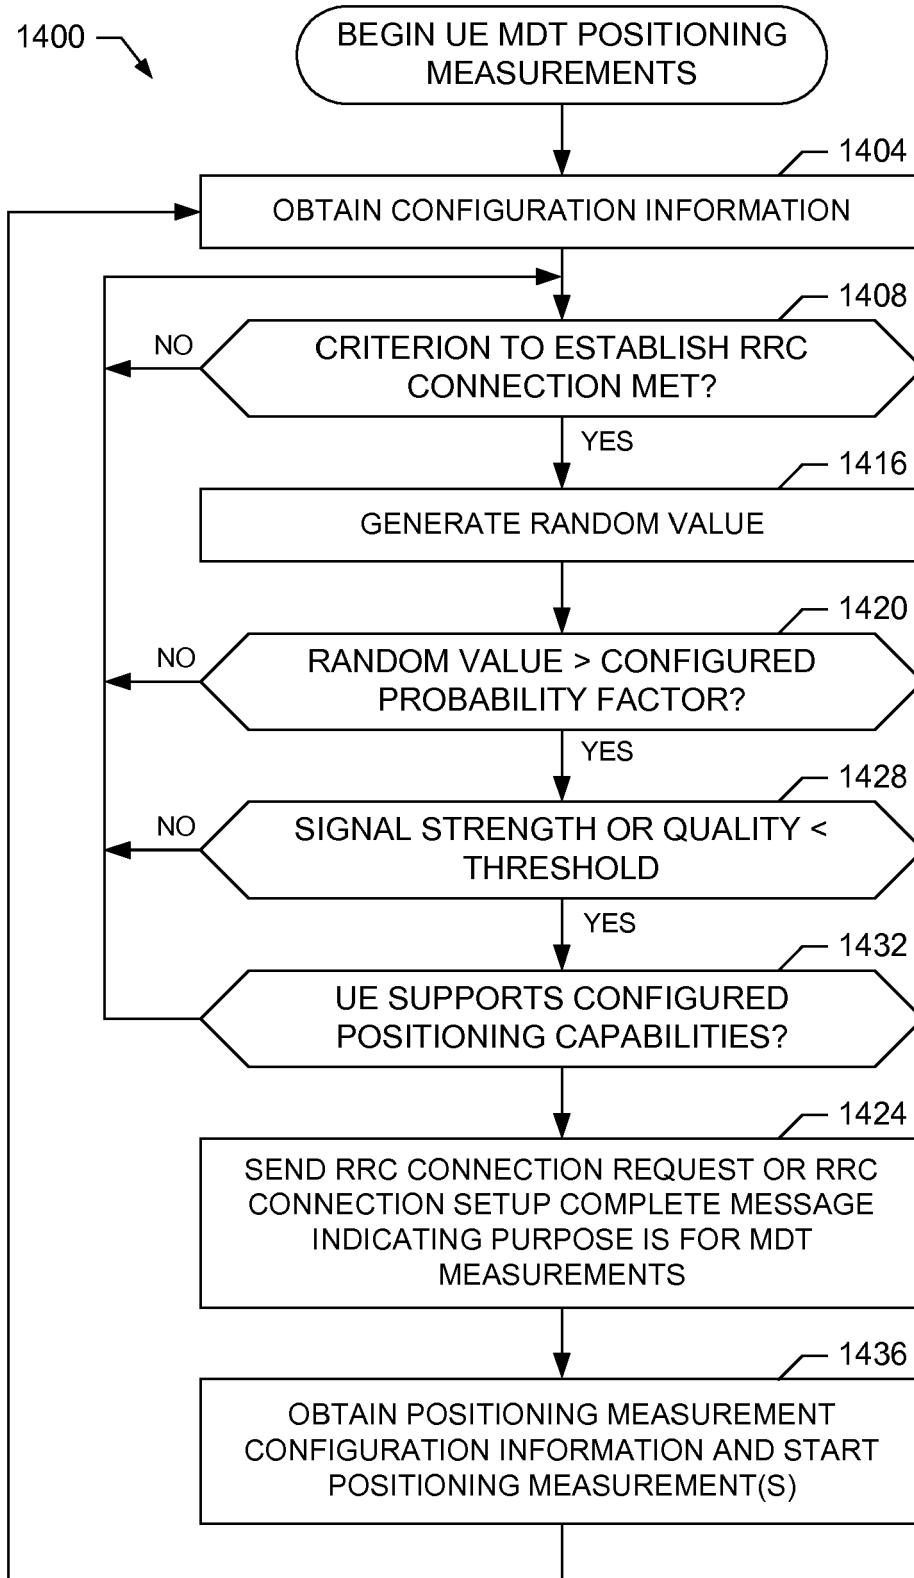 1400
BEGIN UE MDT POSITIONING
MEASUREMENTS
1404
OBTAIN CONFIGURATION INFORMATION
1408
CRITERION TO ESTABLISH RRC
CONNECTION MET?
NO
YES
1416
GENERATE RANDOM VALUE
1420
RANDOM VALUE > CONFIGURED
PROBABILITY FACTOR?
NO
YES
1428
SIGNAL STRENGTH OR QUALITY <
THRESHOLD
NO
YES
1432
UE SUPPORTS CONFIGURED
POSITIONING CAPABILITIES?
1424
SEND RRC CONNECTION REQUEST OR RRC
CONNECTION SETUP COMPLETE MESSAGE
INDICATING PURPOSE IS FOR MDT
MEASUREMENTS
1436
OBTAIN POSITIONING MEASUREMENT
CONFIGURATION INFORMATION AND START
POSITIONING MEASUREMENT(S)